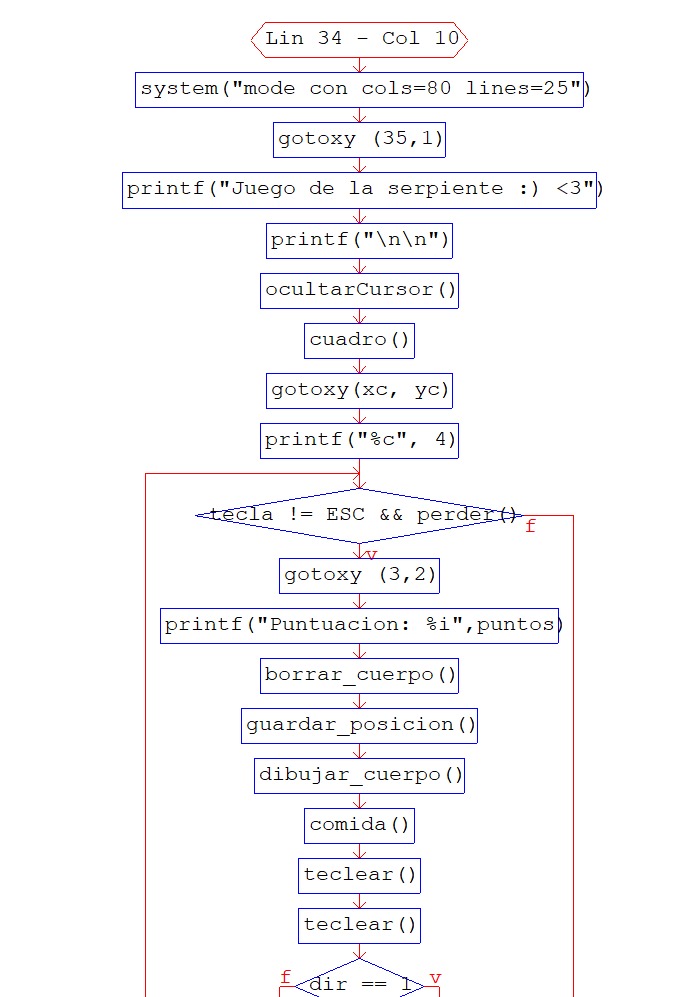 Lin 34 - Col 10
system("mode con cols=80 lines=25")
gotoxy (35,1)
printf("Juego de la serpiente :) <3")
printf("\n\n")
ocultarCursor()
cuadro()
gotoxy(xc, yc)
printf("%c", 4)
tecla != ESC && perder()
f
v
gotoxy (3,2)
printf("Puntuacion: %i",puntos)
borrar_cuerpo()
guardar_posicion()
dibujar_cuerpo()
comida()
teclear()
teclear()
f
v
dir == 1